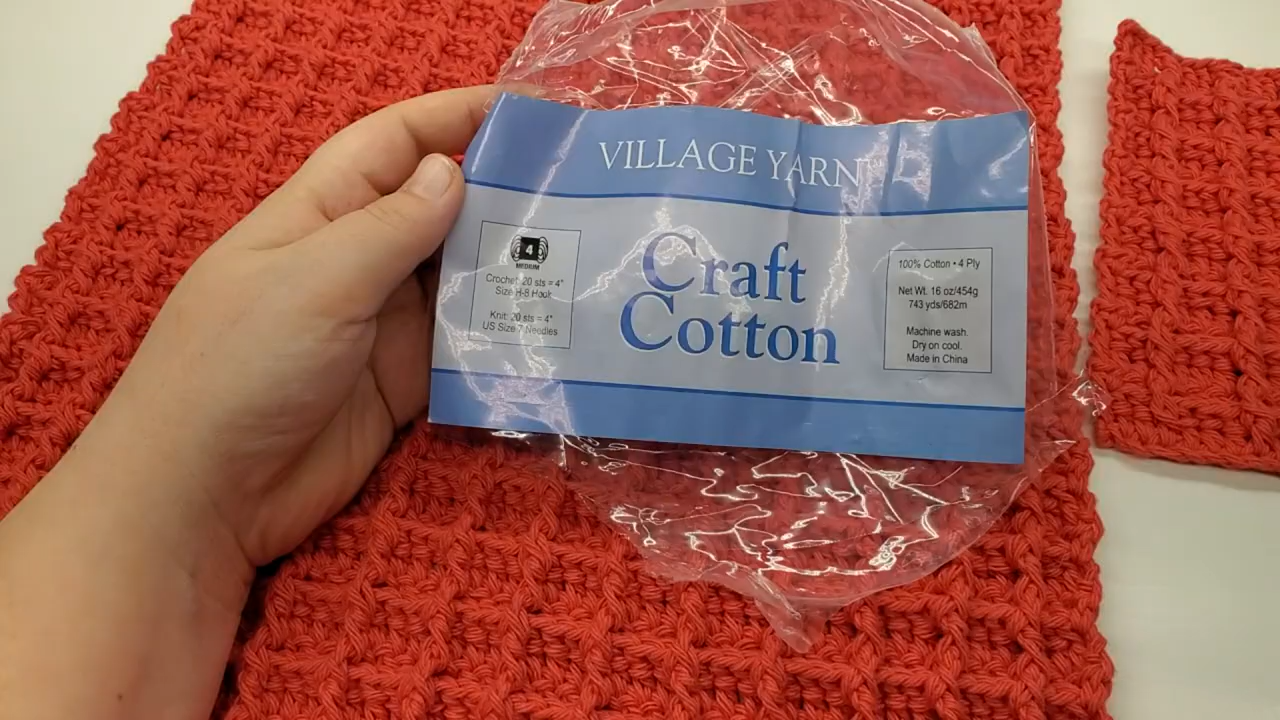 VILLAGE YARN™
4
MEDIUM
Crochet: 20 sts = 4"
Size H-8 Hook
Knit: 20 sts = 4"
US Size 7 Needles
Craft
Cotton
100% Cotton • 4 Ply
Net Wt. 16 oz/454g
743 yds/682m
Machine wash.
Dry on cool.
Made in China